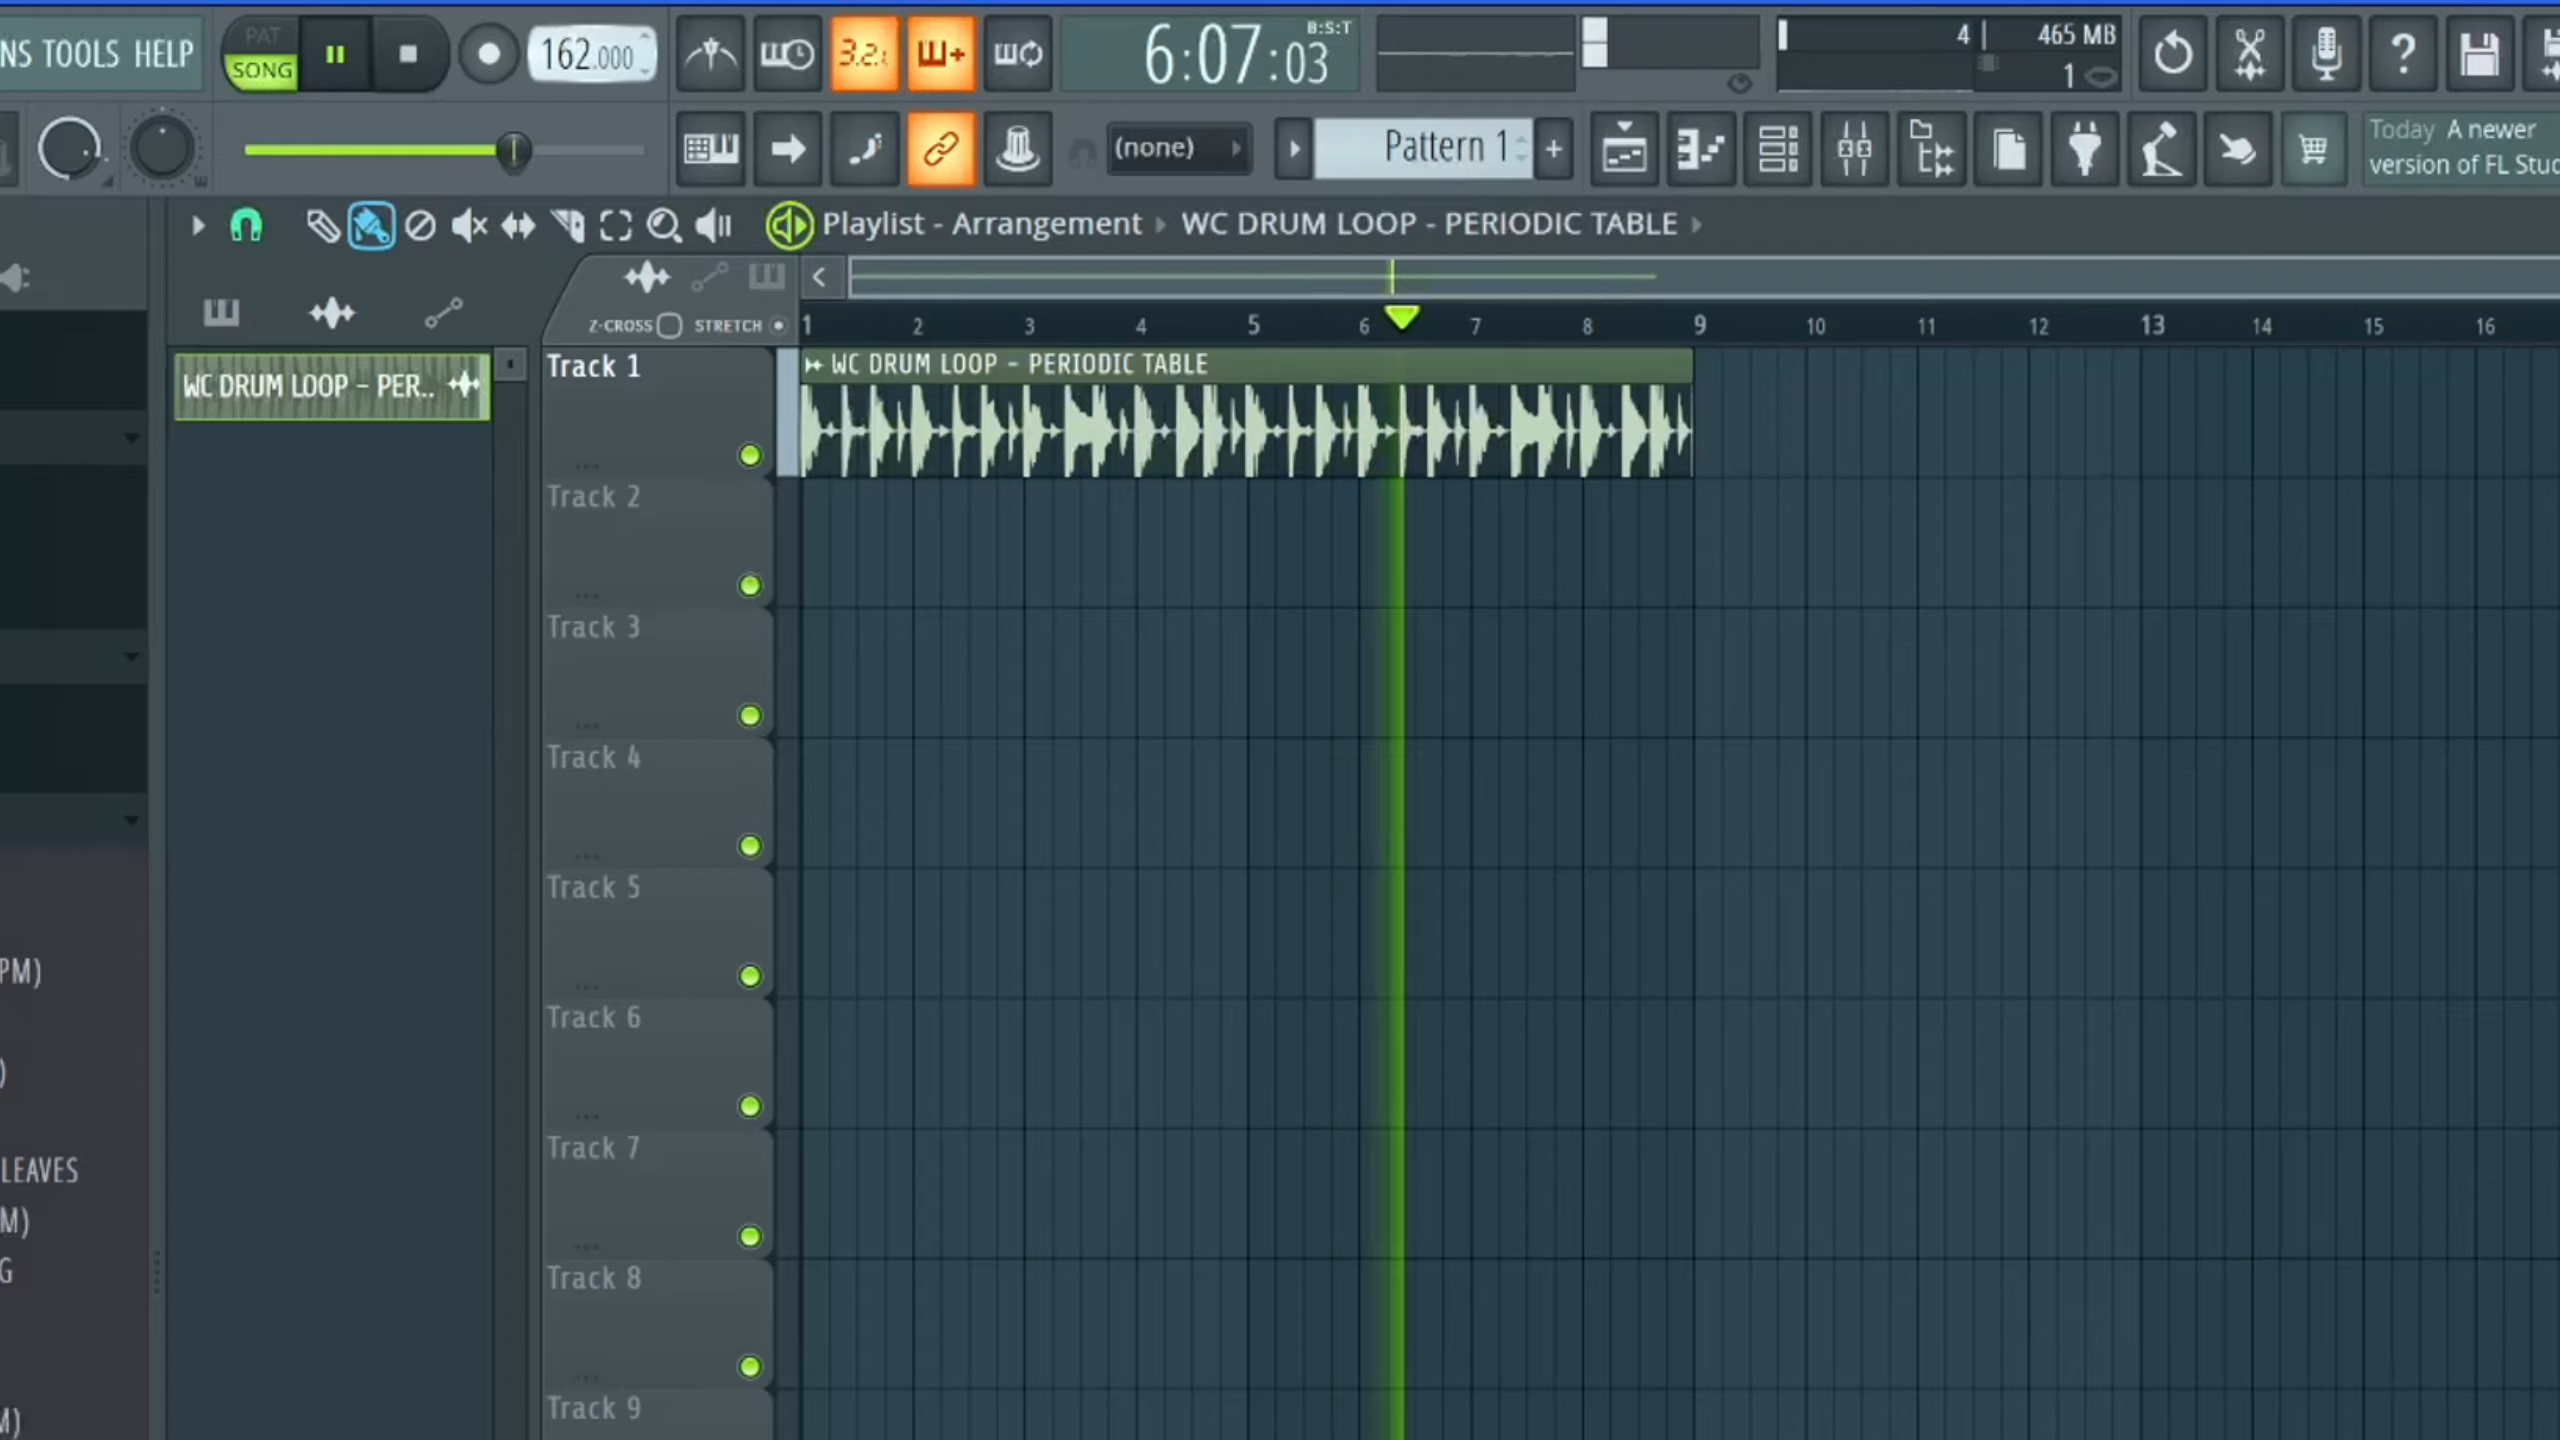 NS TOOLS HELP
PAT
SONG
162.000
3.2.
6:07:03
B:S:T
4
465 MB
1
(none)
Pattern 1
Today A newer
version of FL Stud
Playlist - Arrangement WC DRUM LOOP - PERIODIC TABLE
Z-CROSS STRETCH
1 2 3 4 5 6 7 8 9 10 11 12 13 14 15 16
WC DRUM LOOP - PER..
WC DRUM LOOP - PERIODIC TABLE
Track 1
Track 2
Track 3
Track 4
Track 5
Track 6
Track 7
Track 8
Track 9
PM)
)
LEAVES
M)
G
M)